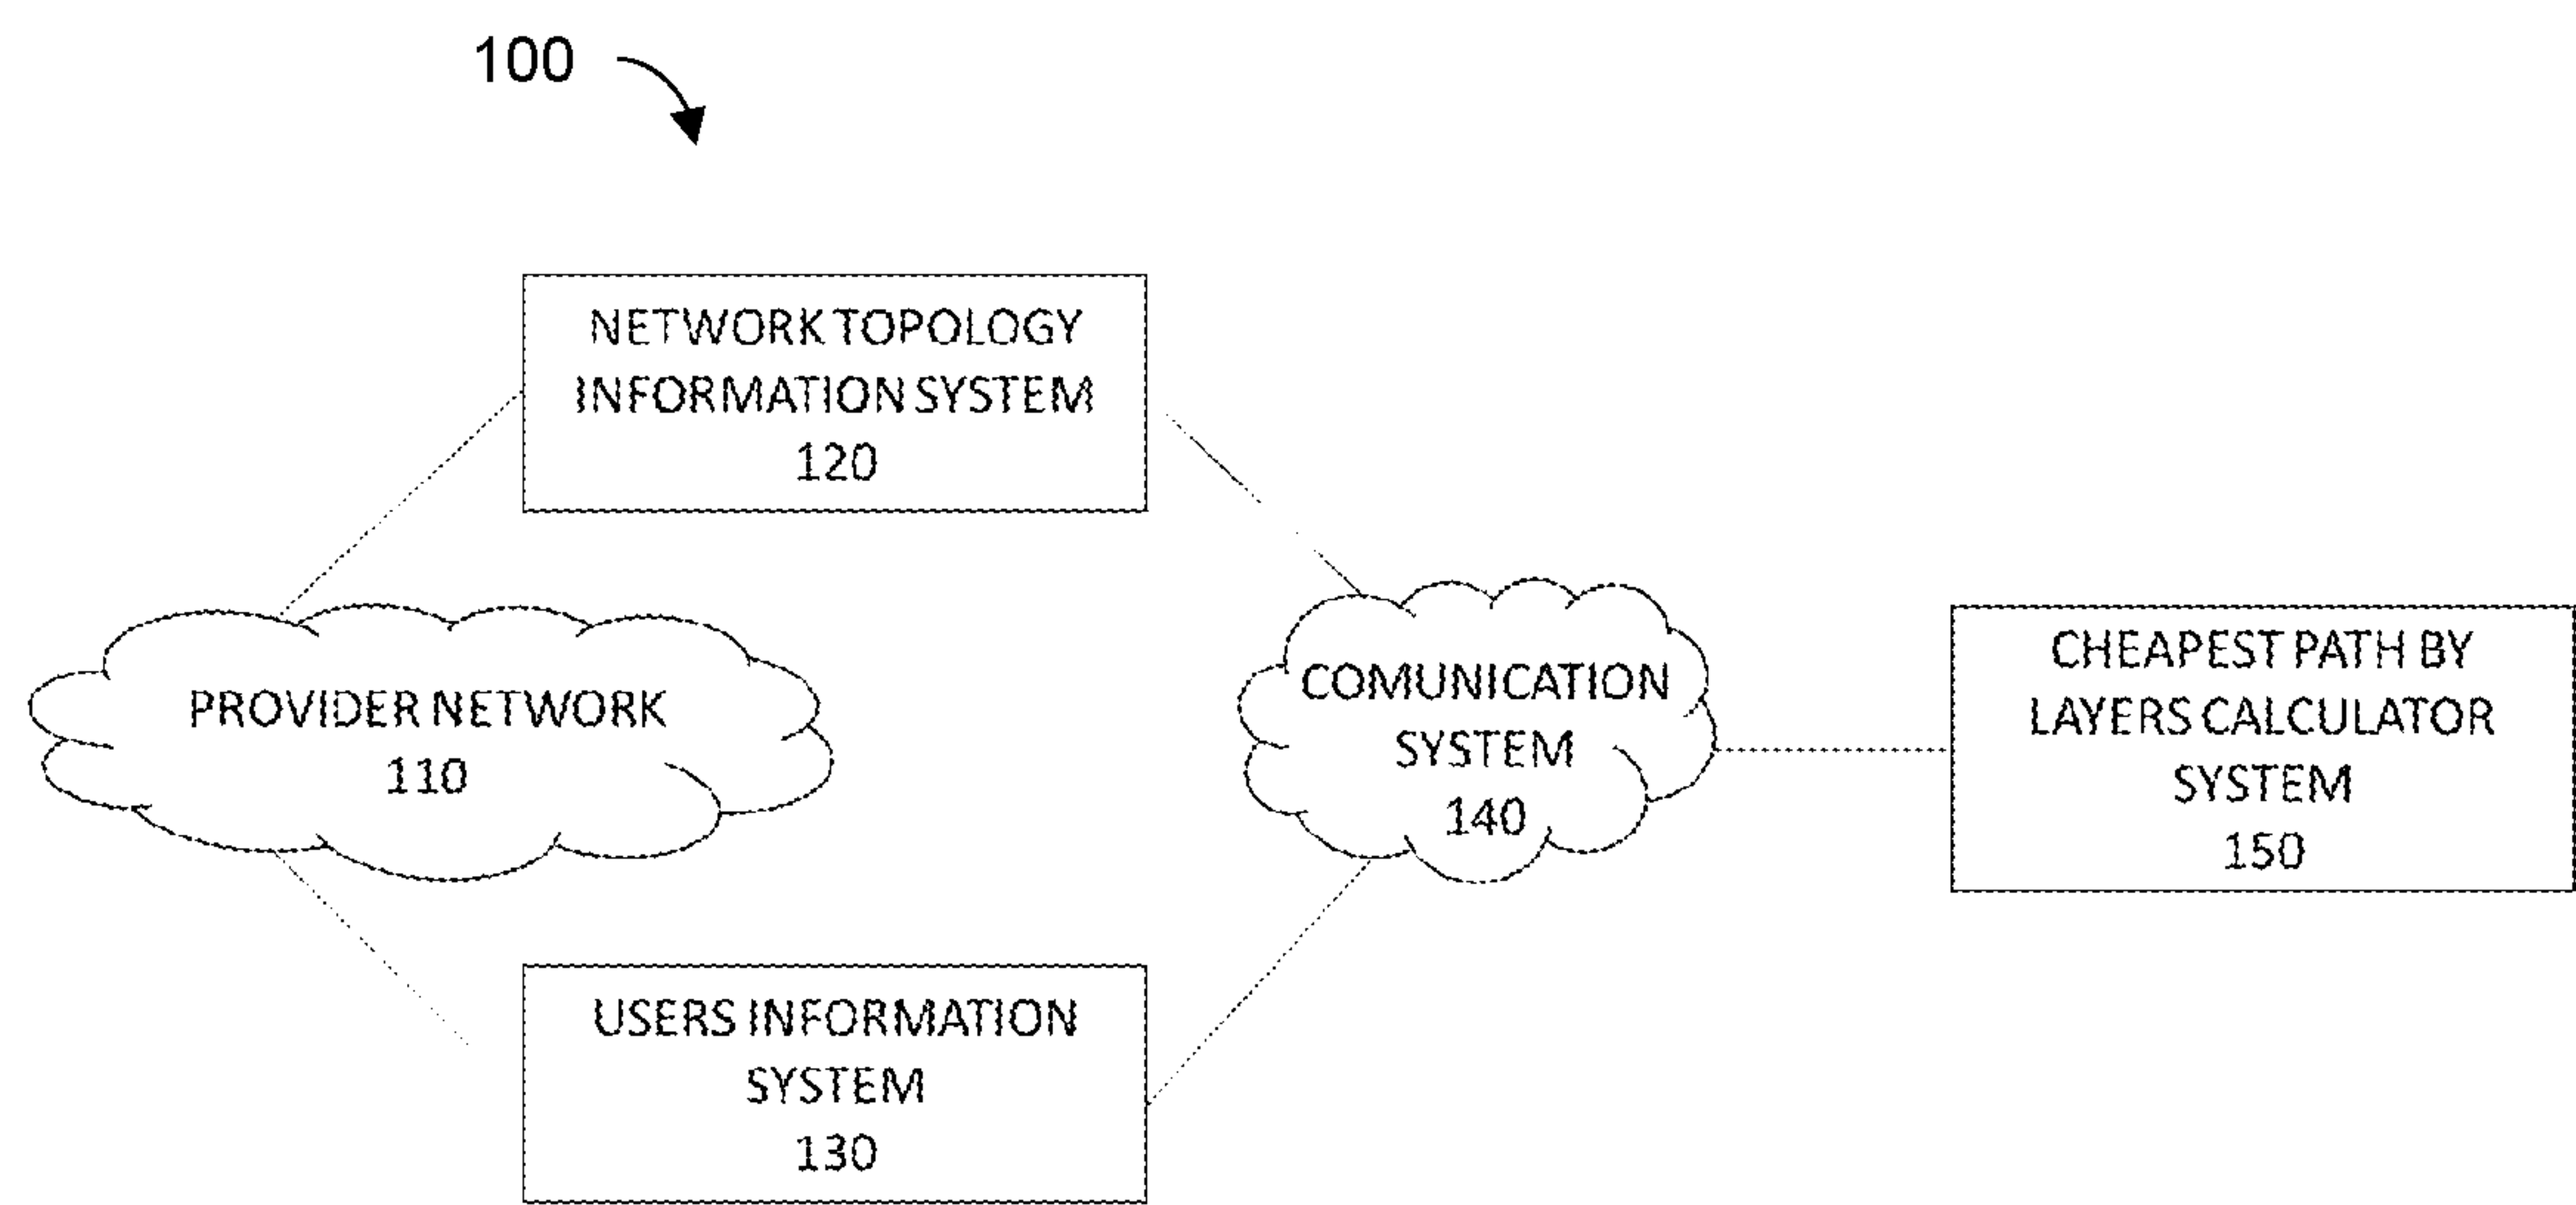 100
NETWORK TOPOLOGY
INFORMATION SYSTEM
120
PROVIDER NETWORK
110
COMUNICATION
SYSTEM
140
CHEAPEST PATH BY
LAYERS CALCULATOR
SYSTEM
150
USERS INFORMATION
SYSTEM
130